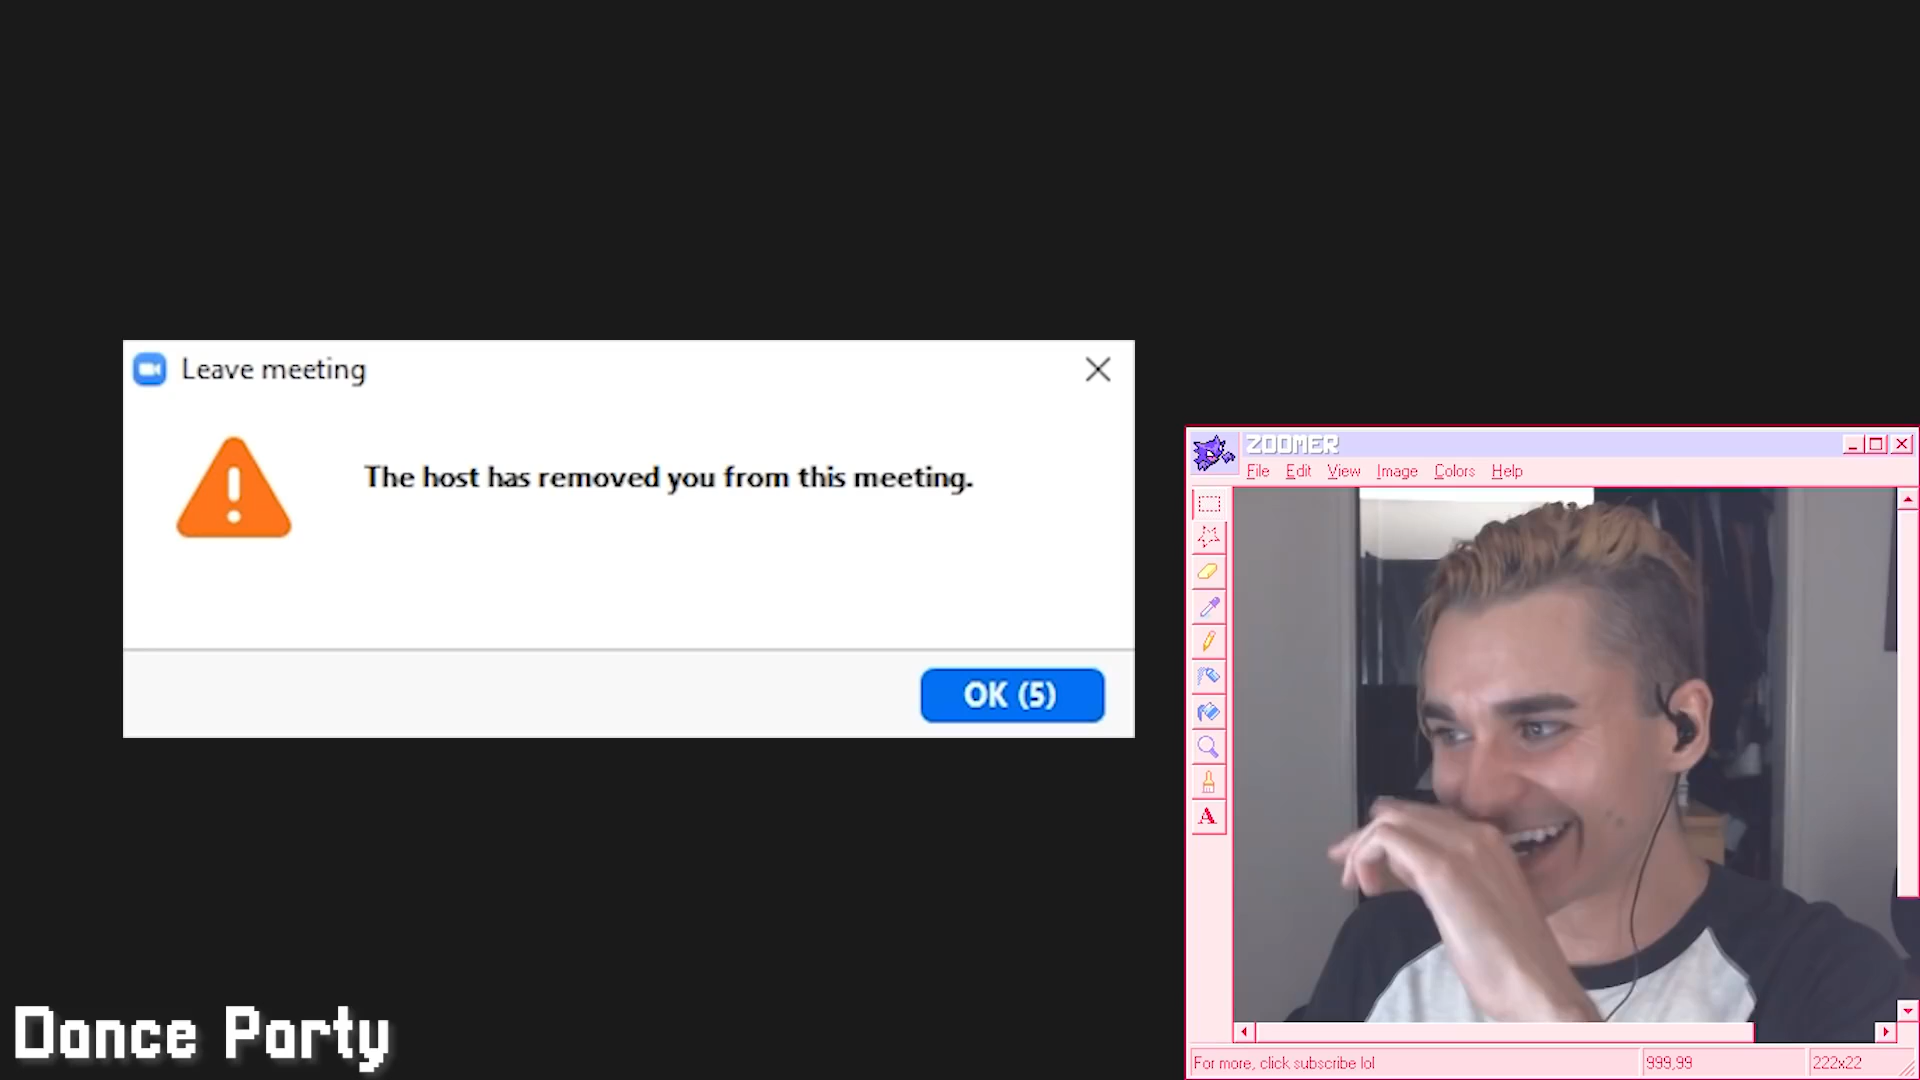 Leave meeting
The host has removed you from this meeting.
OK (5)
ZOOMER
File Edit View Image Colors Help
A
For more, click subscribe lol
999,99
222x22
Dance Party